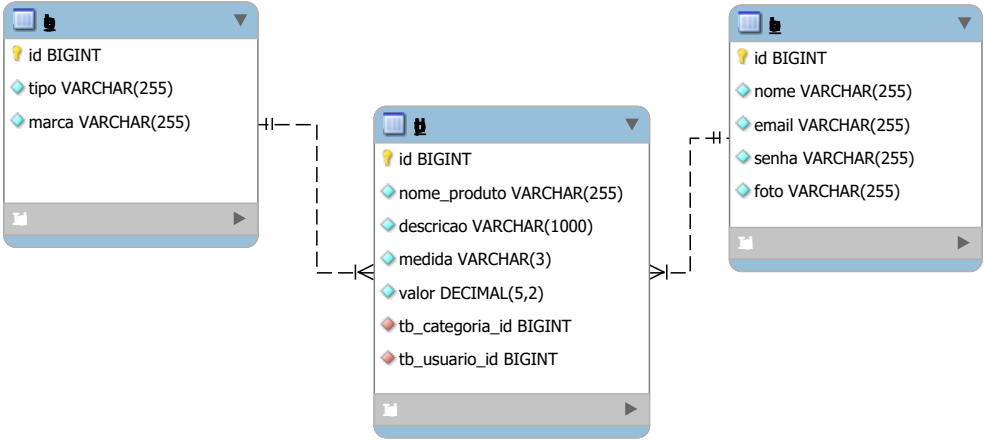 id BIGINT
tipo VARCHAR(255)
marca VARCHAR(255)
id BIGINT
nome_produto VARCHAR(255)
descricao VARCHAR(1000)
medida VARCHAR(3)
valor DECIMAL(5,2)
tb_categoria_id BIGINT
tb_usuario_id BIGINT
id BIGINT
nome VARCHAR(255)
email VARCHAR(255)
senha VARCHAR(255)
foto VARCHAR(255)